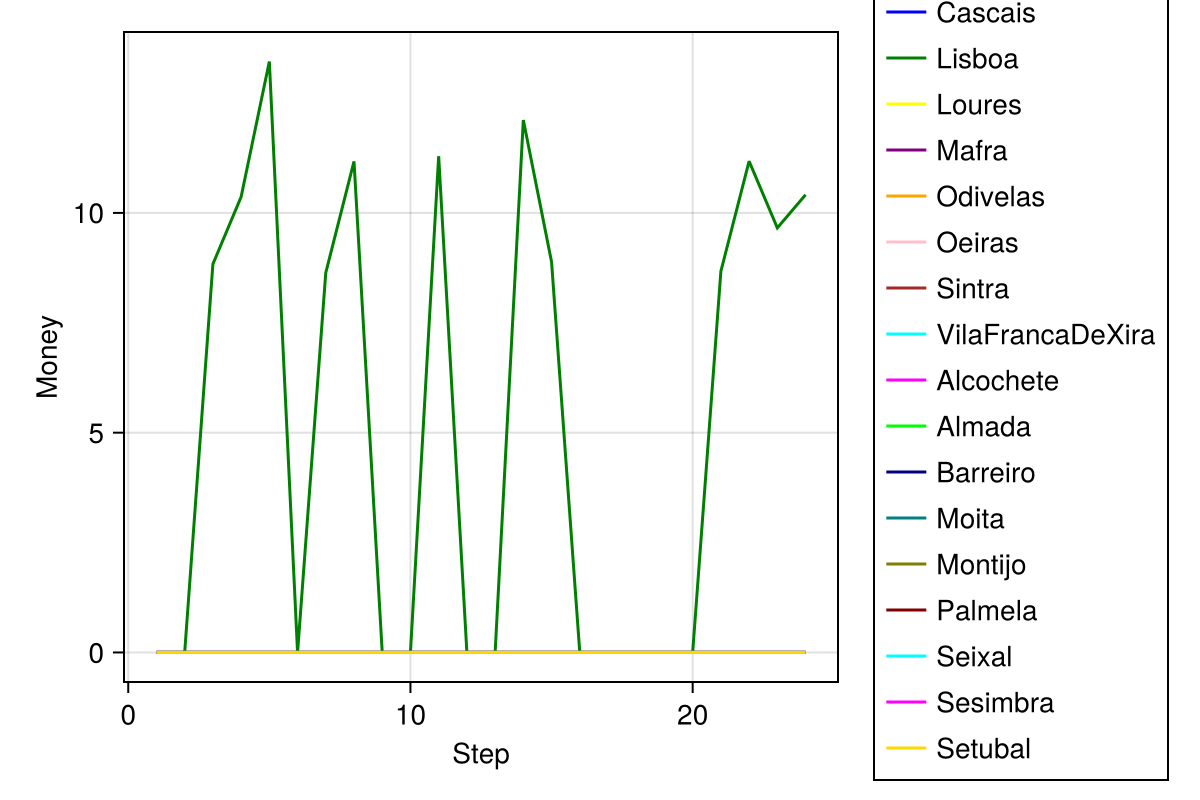 Money
10
5
0
0
10
20
Step
Cascais
Lisboa
Loures
Mafra
Odivelas
Oeiras
Sintra
VilaFrancaDeXira
Alcochete
Almada
Barreiro
Moita
Montijo
Palmela
Seixal
Sesimbra
Setubal